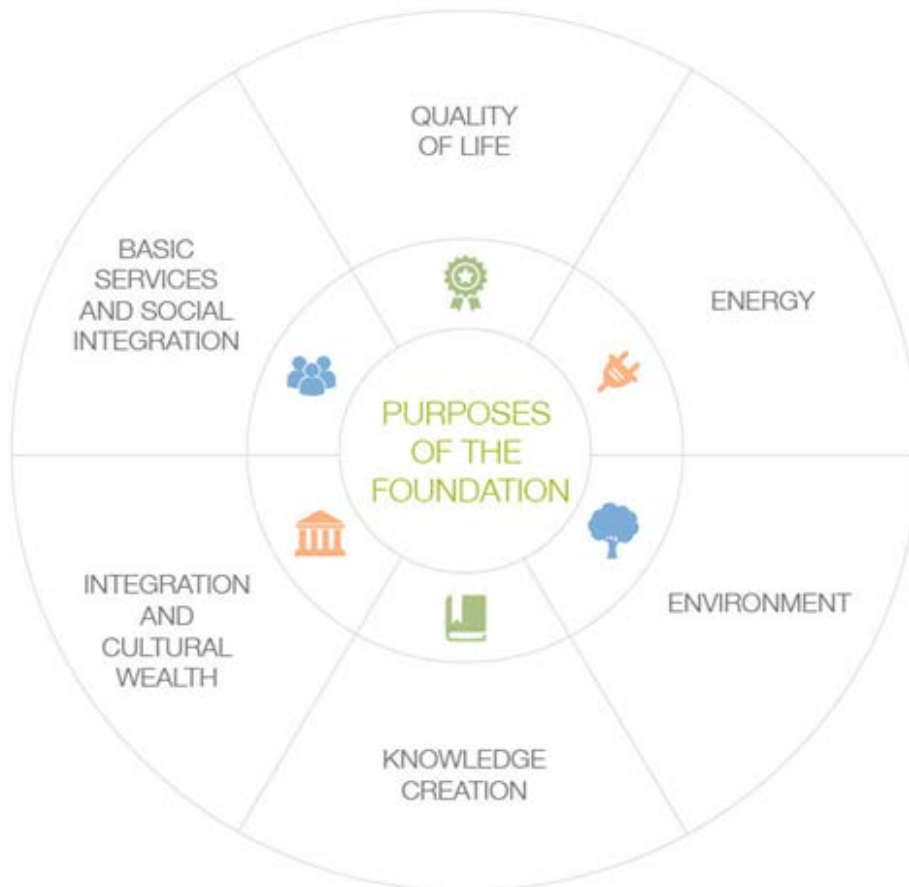 QUALITY
OF LIFE
BASIC
SERVICES
AND SOCIAL
INTEGRATION
ENERGY
PURPOSES
OF THE
FOUNDATION
INTEGRATION
AND
CULTURAL
WEALTH
ENVIRONMENT
KNOWLEDGE
CREATION